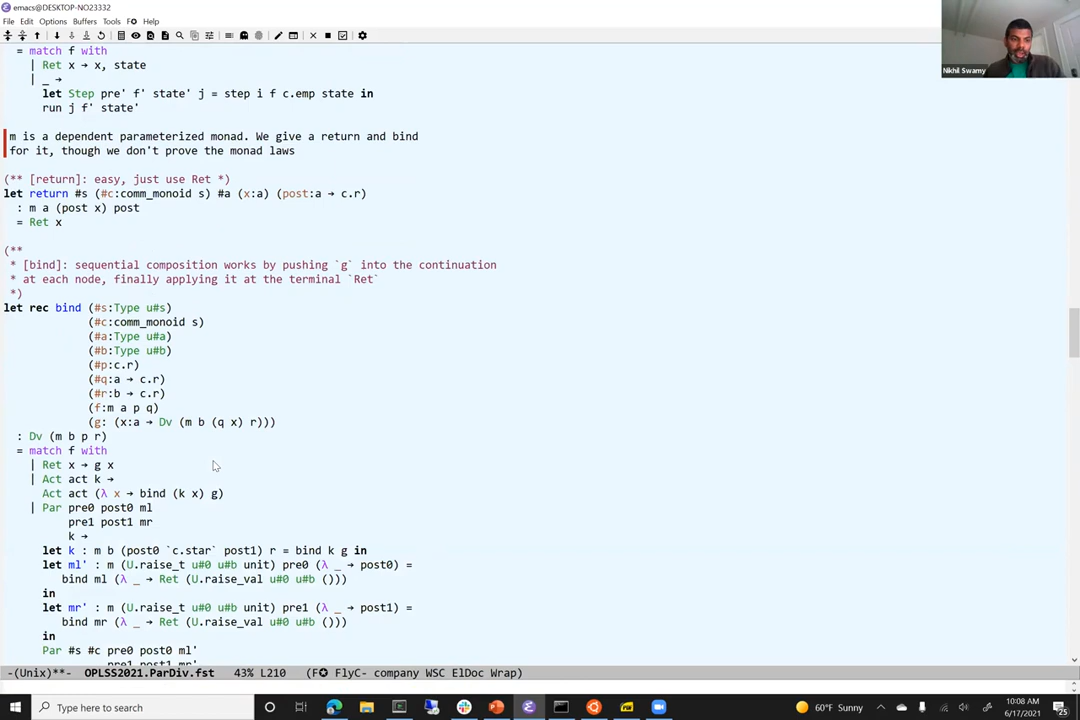 emacs@DESKTOP-NO23332
File Edit Options Buffers Tools F✪ Help
Nikhil Swamy
= match f with
| Ret x → x, state
| _ →
let Step pre' f' state' j = step i f c.emp state in
run j f' state'
m is a dependent parameterized monad. We give a return and bind
for it, though we don't prove the monad laws
(** [return]: easy, just use Ret *)
let return #s (#c:comm_monoid s) #a (x:a) (post:a → c.r)
: m a (post x) post
= Ret x
(**
* [bind]: sequential composition works by pushing `g` into the continuation
* at each node, finally applying it at the terminal `Ret`
*)
let rec bind (#s:Type u#s)
(#c:comm_monoid s)
(#a:Type u#a)
(#b:Type u#b)
(#p:c.r)
(#q:a → c.r)
(#r:b → c.r)
(f:m a p q)
(g: (x:a → Dv (m b (q x) r)))
: Dv (m b p r)
= match f with
| Ret x → g x
| Act act k →
Act act (λ x → bind (k x) g)
| Par pre0 post0 ml
pre1 post1 mr
k →
let k : m b (post0 `c.star` post1) r = bind k g in
let ml' : m (U.raise_t u#0 u#b unit) pre0 (λ _ → post0) =
bind ml (λ _ → Ret (U.raise_val u#0 u#b ()))
in
let mr' : m (U.raise_t u#0 u#b unit) pre1 (λ _ → post1) =
bind mr (λ _ → Ret (U.raise_val u#0 u#b ()))
in
Par #s #c pre0 post0 ml'
pre1 post1 mr'
-(Unix)**- OPLSS2021.ParDiv.fst 43% L210 (F✪ FlyC- company WSC ElDoc Wrap)
Type here to search
60°F Sunny
10:08 AM
6/17/2021
25